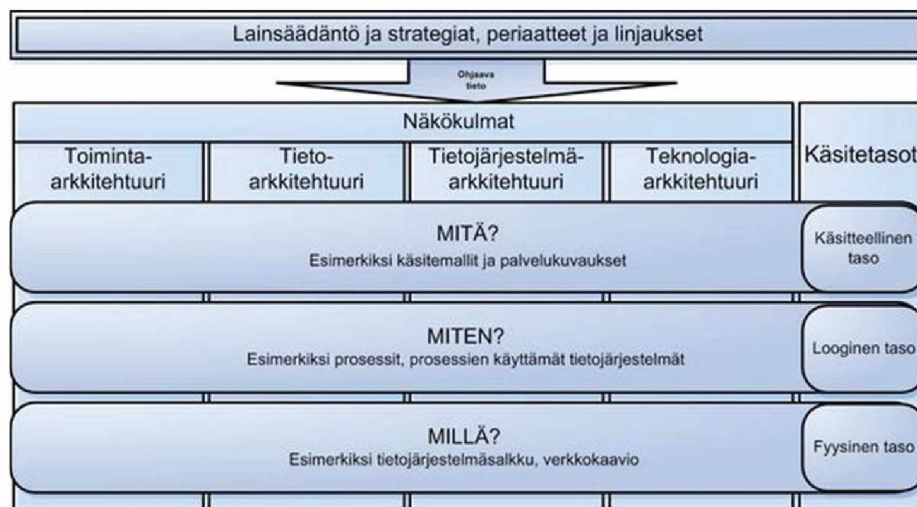 Lainsäädäntö ja strategiat, periaatteet ja linjaukset
Ohjaava
tieto
Näkökulmat
Käsitetasot
Toiminta-
arkkitehtuuri
Tieto-
arkkitehtuuri
Tietojärjestelmä-
arkkitehtuuri
Teknologia-
arkkitehtuuri
MITÄ?
Esimerkiksi käsitemallit ja palvelukuvaukset
Käsitteellinen
taso
MITEN?
Esimerkiksi prosessit, prosessien käyttämät tietojärjestelmät
Looginen taso
MILLÄ?
Esimerkiksi tietojärjestelmäsalkku, verkkokaavio
Fyysinen taso